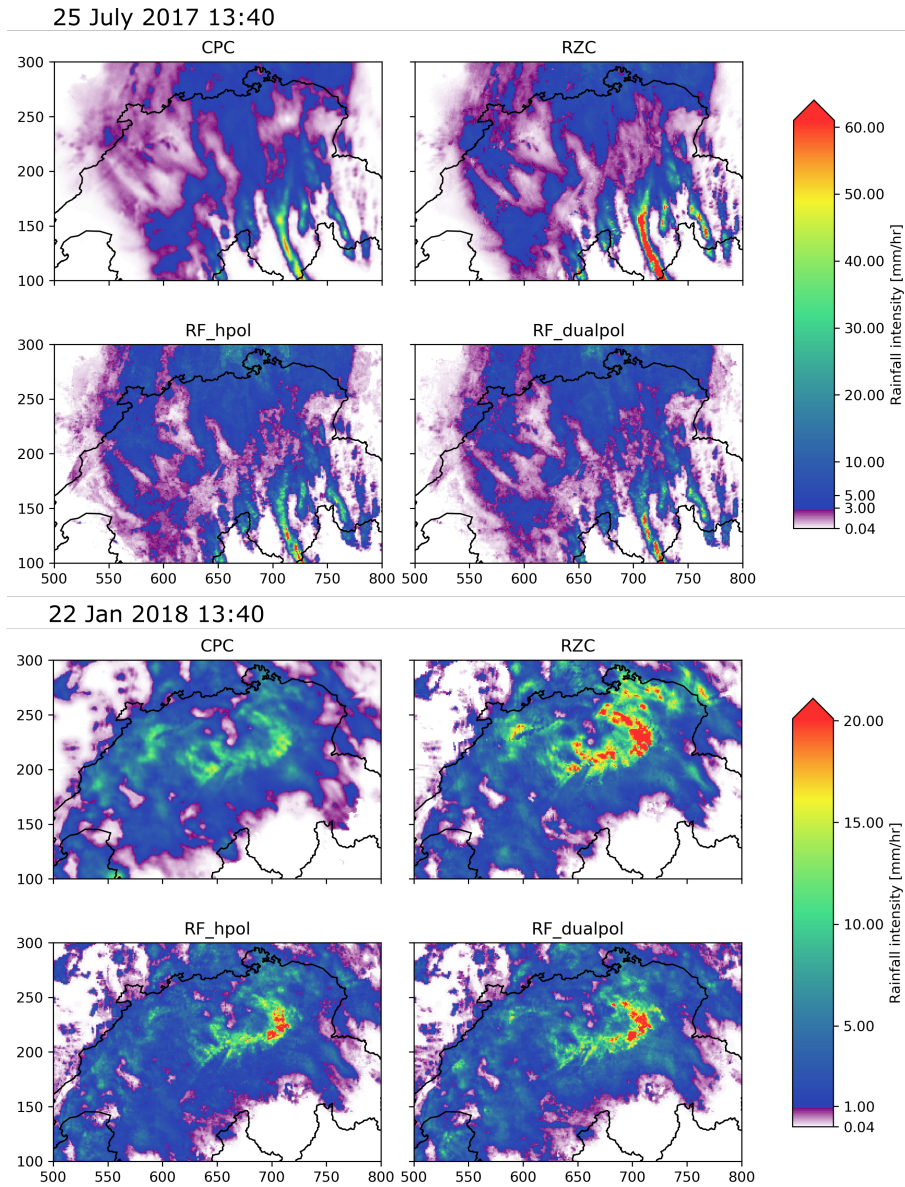 25 July 2017 13:40
CPC
RZC
300
250
200
150
100
RF_hpol
RF_dualpol
300
250
200
150
100
500 550 600 650 700 750 800
500 550 600 650 700 750 800
60.00
50.00
40.00
30.00
20.00
10.00
5.00
3.00
0.04
Rainfall intensity [mm/hr]
22 Jan 2018 13:40
CPC
RZC
300
250
200
150
100
RF_hpol
RF_dualpol
300
250
200
150
100
500 550 600 650 700 750 800
500 550 600 650 700 750 800
20.00
15.00
10.00
5.00
1.00
0.04
Rainfall intensity [mm/hr]